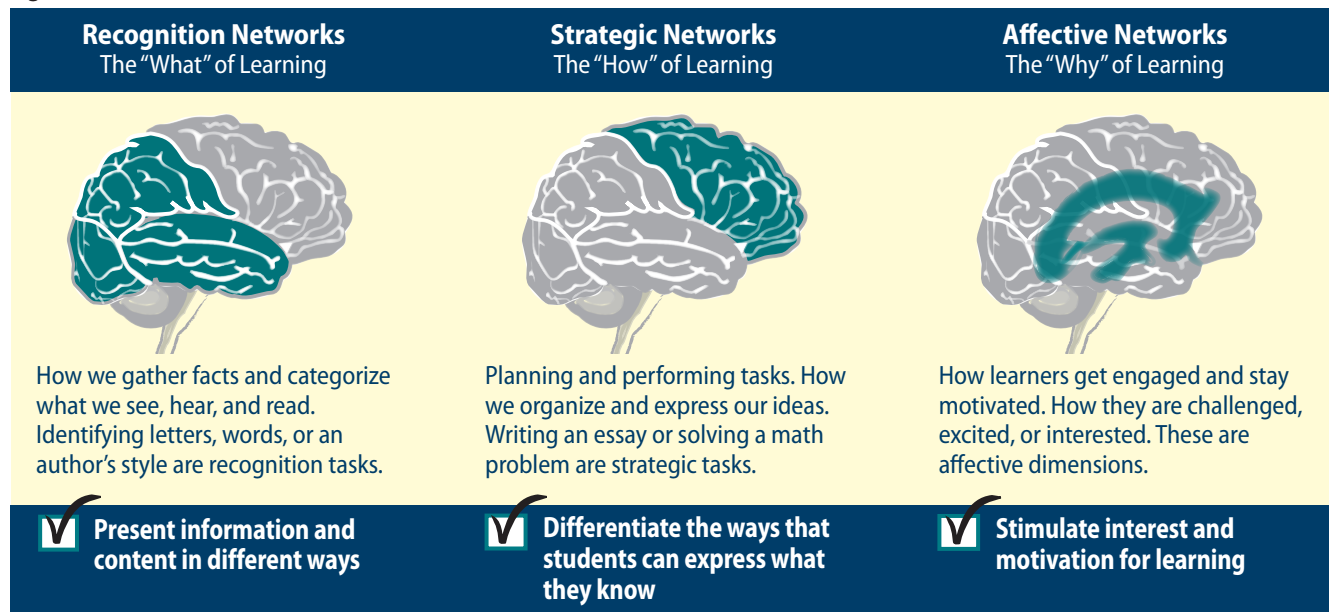 Recognition Networks
The “What” of Learning
How we gather facts and categorize
what we see, hear, and read.
Identifying letters, words, or an
author’s style are recognition tasks.
Present information and
content in different ways
Strategic Networks
The “How” of Learning
Planning and performing tasks. How
we organize and express our ideas.
Writing an essay or solving a math
problem are strategic tasks.
Differentiate the ways that
students can express what
they know
Affective Networks
The “Why” of Learning
How learners get engaged and stay
motivated. How they are challenged,
excited, or interested. These are
affective dimensions.
Stimulate interest and
motivation for learning